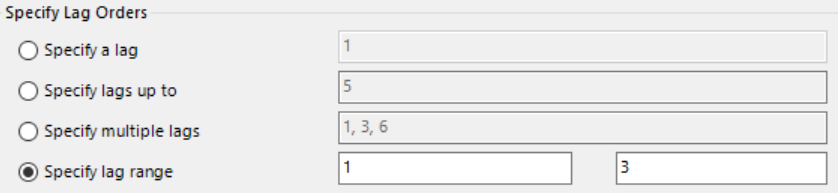 Specify Lag Orders
Specify a lag 1
Specify lags up to 5
Specify multiple lags 1, 3, 6
Specify lag range 1 3